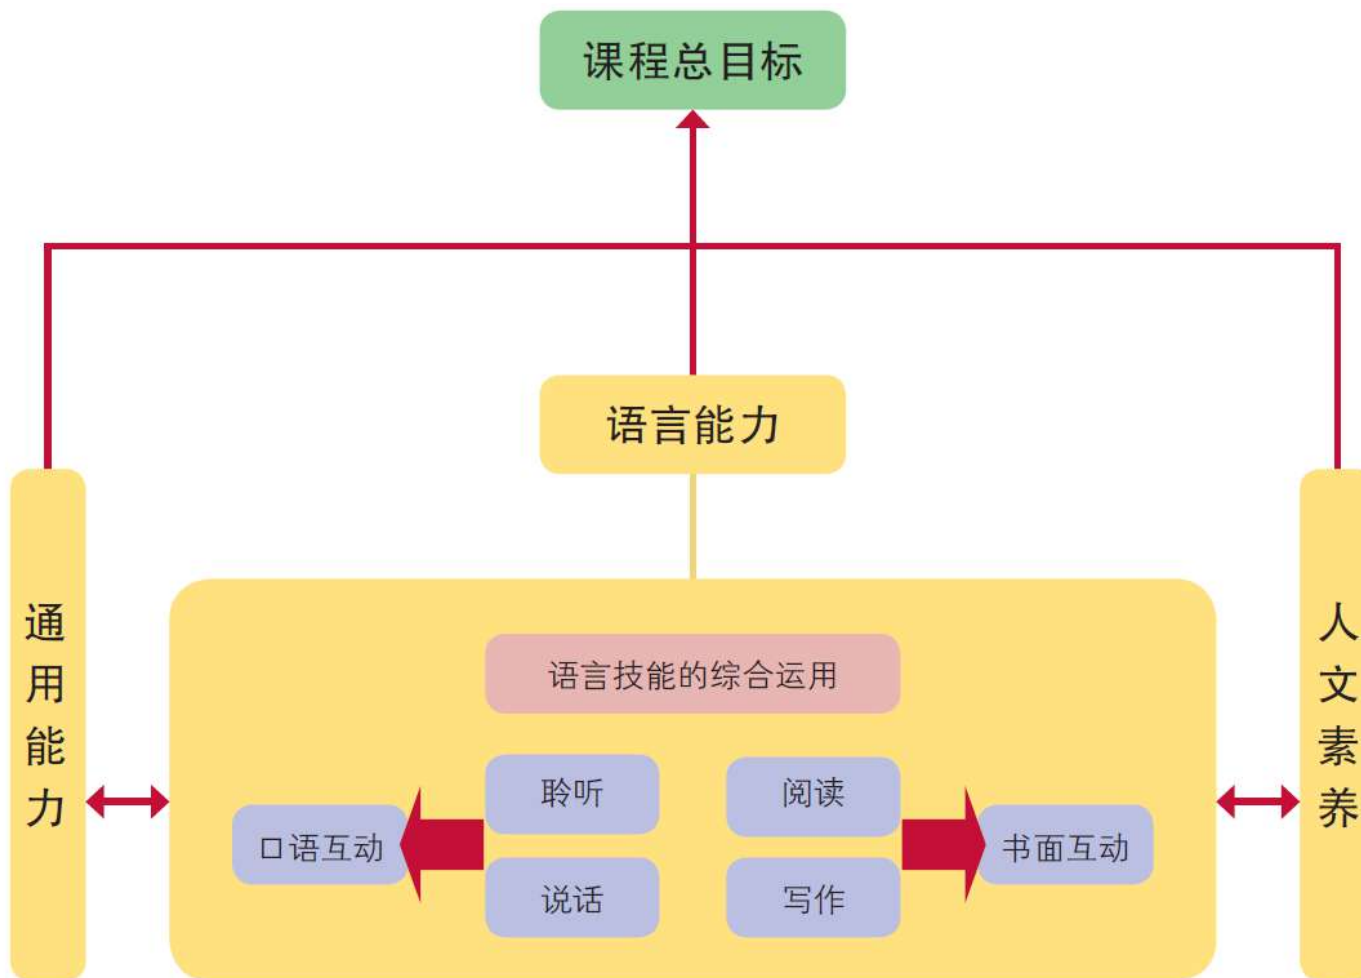 课程总目标
语言能力
通用能力
人文素养
语言技能的综合运用
聆听
阅读
口语互动
书面互动
说话
写作